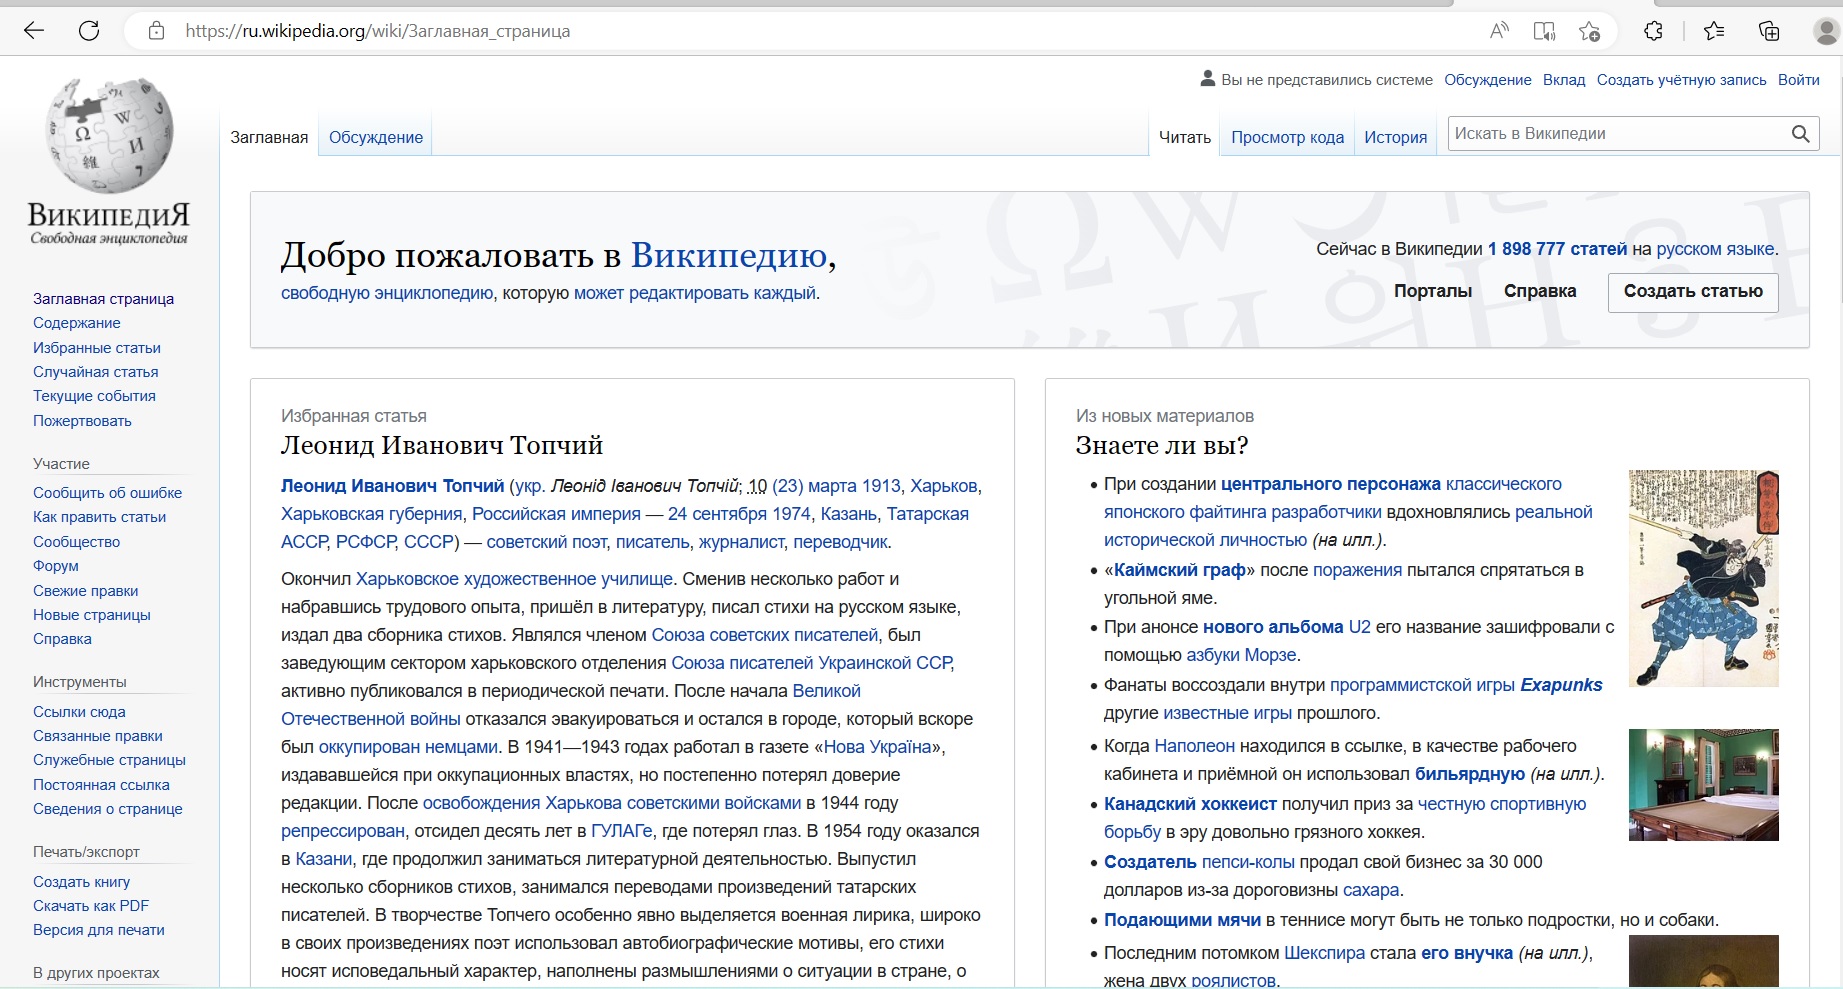 https://ru.wikipedia.org/wiki/Заглавная_страница
Вы не представились системе Обсуждение Вклад Создать учётную запись Войти
Заглавная Обсуждение Читать Просмотр кода История Искать в Википедии
ВикипедиЯ
Свободная энциклопедия
Заглавная страница
Содержание
Избранные статьи
Случайная статья
Текущие события
Пожертвовать
Участие
Сообщить об ошибке
Как править статьи
Сообщество
Форум
Свежие правки
Новые страницы
Справка
Инструменты
Ссылки сюда
Связанные правки
Служебные страницы
Постоянная ссылка
Сведения о странице
Печать/экспорт
Создать книгу
Скачать как PDF
Версия для печати
В других проектах
Добро пожаловать в Википедию,
свободную энциклопедию, которую может редактировать каждый.
Сейчас в Википедии 1 898 777 статей на русском языке.
Порталы Справка Создать статью
Избранная статья
Леонид Иванович Топчий
Леонид Иванович Топчий (укр. Леонід Іванович Топчій; 10 (23) марта 1913, Харьков,
Харьковская губерния, Российская империя — 24 сентября 1974, Казань, Татарская
АССР, РСФСР, СССР) — советский поэт, писатель, журналист, переводчик.
Окончил Харьковское художественное училище. Сменив несколько работ и
набравшись трудового опыта, пришёл в литературу, писал стихи на русском языке,
издал два сборника стихов. Являлся членом Союза советских писателей, был
заведующим сектором харьковского отделения Союза писателей Украинской ССР,
активно публиковался в периодической печати. После начала Великой
Отечественной войны отказался эвакуироваться и остался в городе, который вскоре
был оккупирован немцами. В 1941—1943 годах работал в газете «Нова Україна»,
издававшейся при оккупационных властях, но постепенно потерял доверие
редакции. После освобождения Харькова советскими войсками в 1944 году
репрессирован, отсидел десять лет в ГУЛАГе, где потерял глаз. В 1954 году оказался
в Казани, где продолжил заниматься литературной деятельностью. Выпустил
несколько сборников стихов, занимался переводами произведений татарских
писателей. В творчестве Топчего особенно явно выделяется военная лирика, широко
в своих произведениях поэт использовал автобиографические мотивы, его стихи
носят исповедальный характер, наполнены размышлениями о ситуации в стране, о
Из новых материалов
Знаете ли вы?
При создании центрального персонажа классического
японского файтинга разработчики вдохновлялись реальной
исторической личностью (на илл.).
«Каймский граф» после поражения пытался спрятаться в
угольной яме.
При анонсе нового альбома U2 его название зашифровали с
помощью азбуки Морзе.
Фанаты воссоздали внутри программистской игры Exapunks
другие известные игры прошлого.
Когда Наполеон находился в ссылке, в качестве рабочего
кабинета и приёмной он использовал бильярдную (на илл.).
Канадский хоккеист получил приз за честную спортивную
борьбу в эру довольно грязного хоккея.
Создатель пепси-колы продал свой бизнес за 30 000
долларов из-за дороговизны сахара.
Подающими мячи в теннисе могут быть не только подростки, но и собаки.
Последним потомком Шекспира стала его внучка (на илл.),
жена двух роялистов.